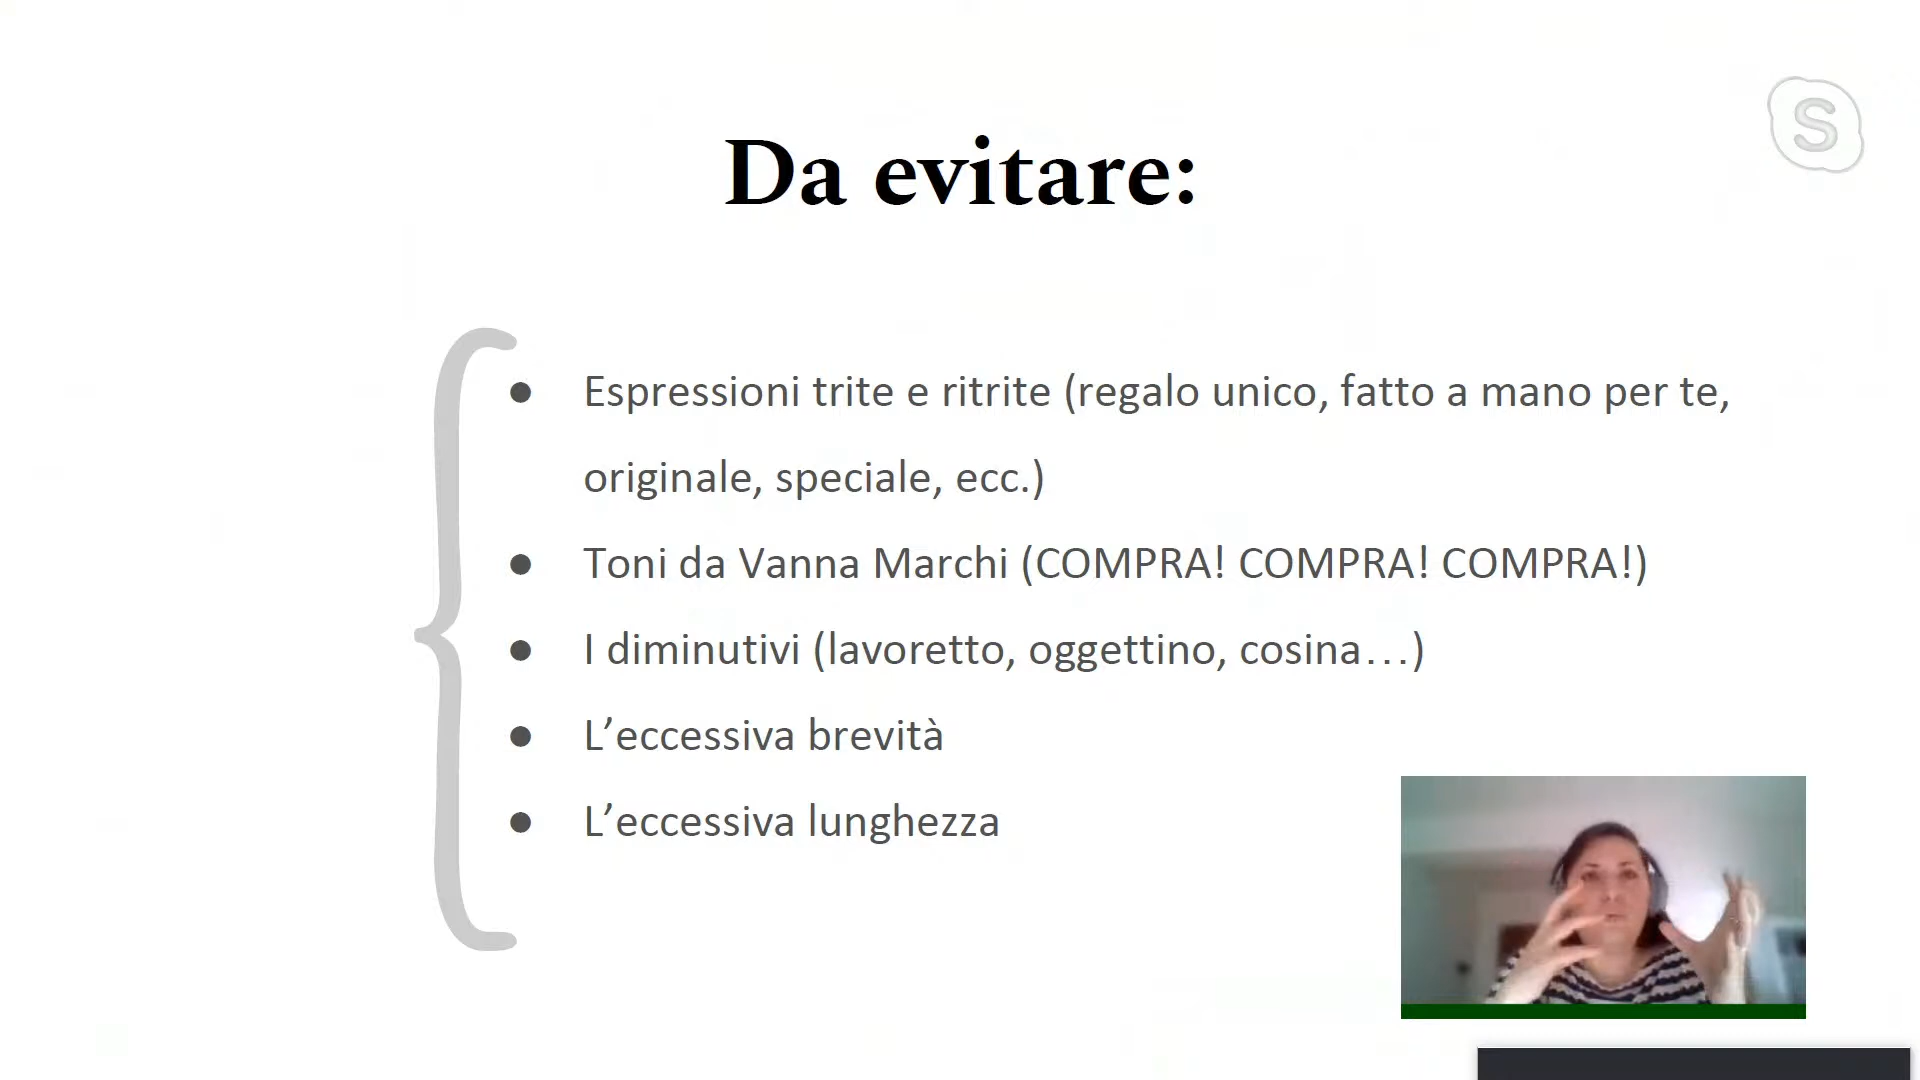 S
Da evitare:
● Espressioni trite e ritrite (regalo unico, fatto a mano per te,
originale, speciale, ecc.)
● Toni da Vanna Marchi (COMPRA! COMPRA! COMPRA!)
● I diminutivi (lavoretto, oggettino, cosina…)
● L’eccessiva brevità
● L’eccessiva lunghezza